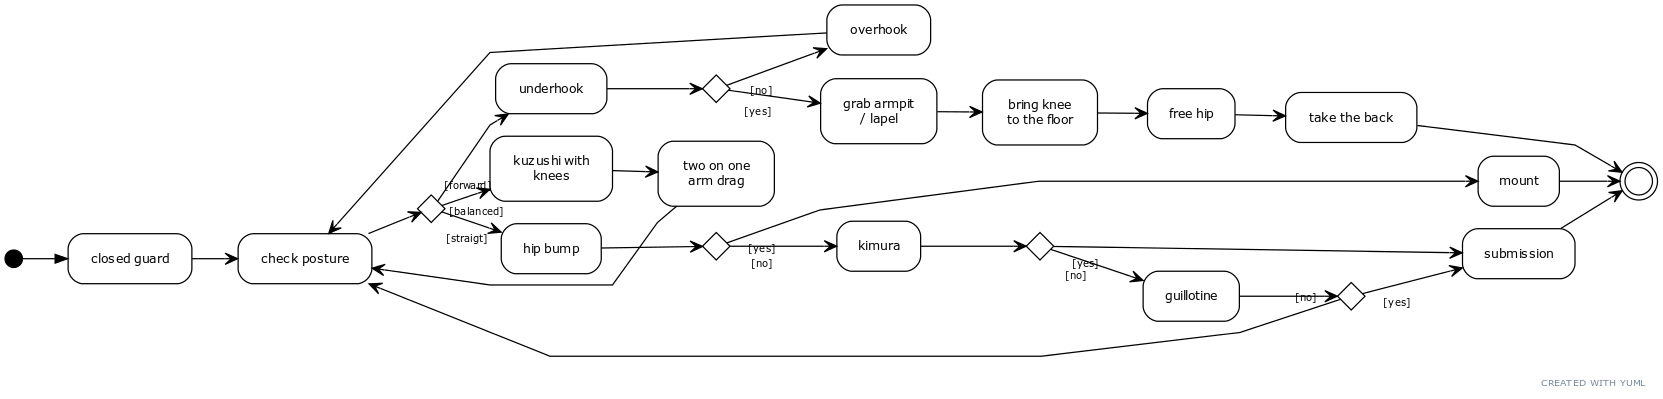 overhook
underhook
[no]
[yes]
grab armpit
/ lapel
bring knee
to the floor
free hip
take the back
kuzushi with
knees
two on one
arm drag
mount
[forward]
[balanced]
[straigt]
closed guard
check posture
hip bump
[yes]
[no]
kimura
[yes]
[no]
submission
guillotine
[no]
[yes]
CREATED WITH YUML